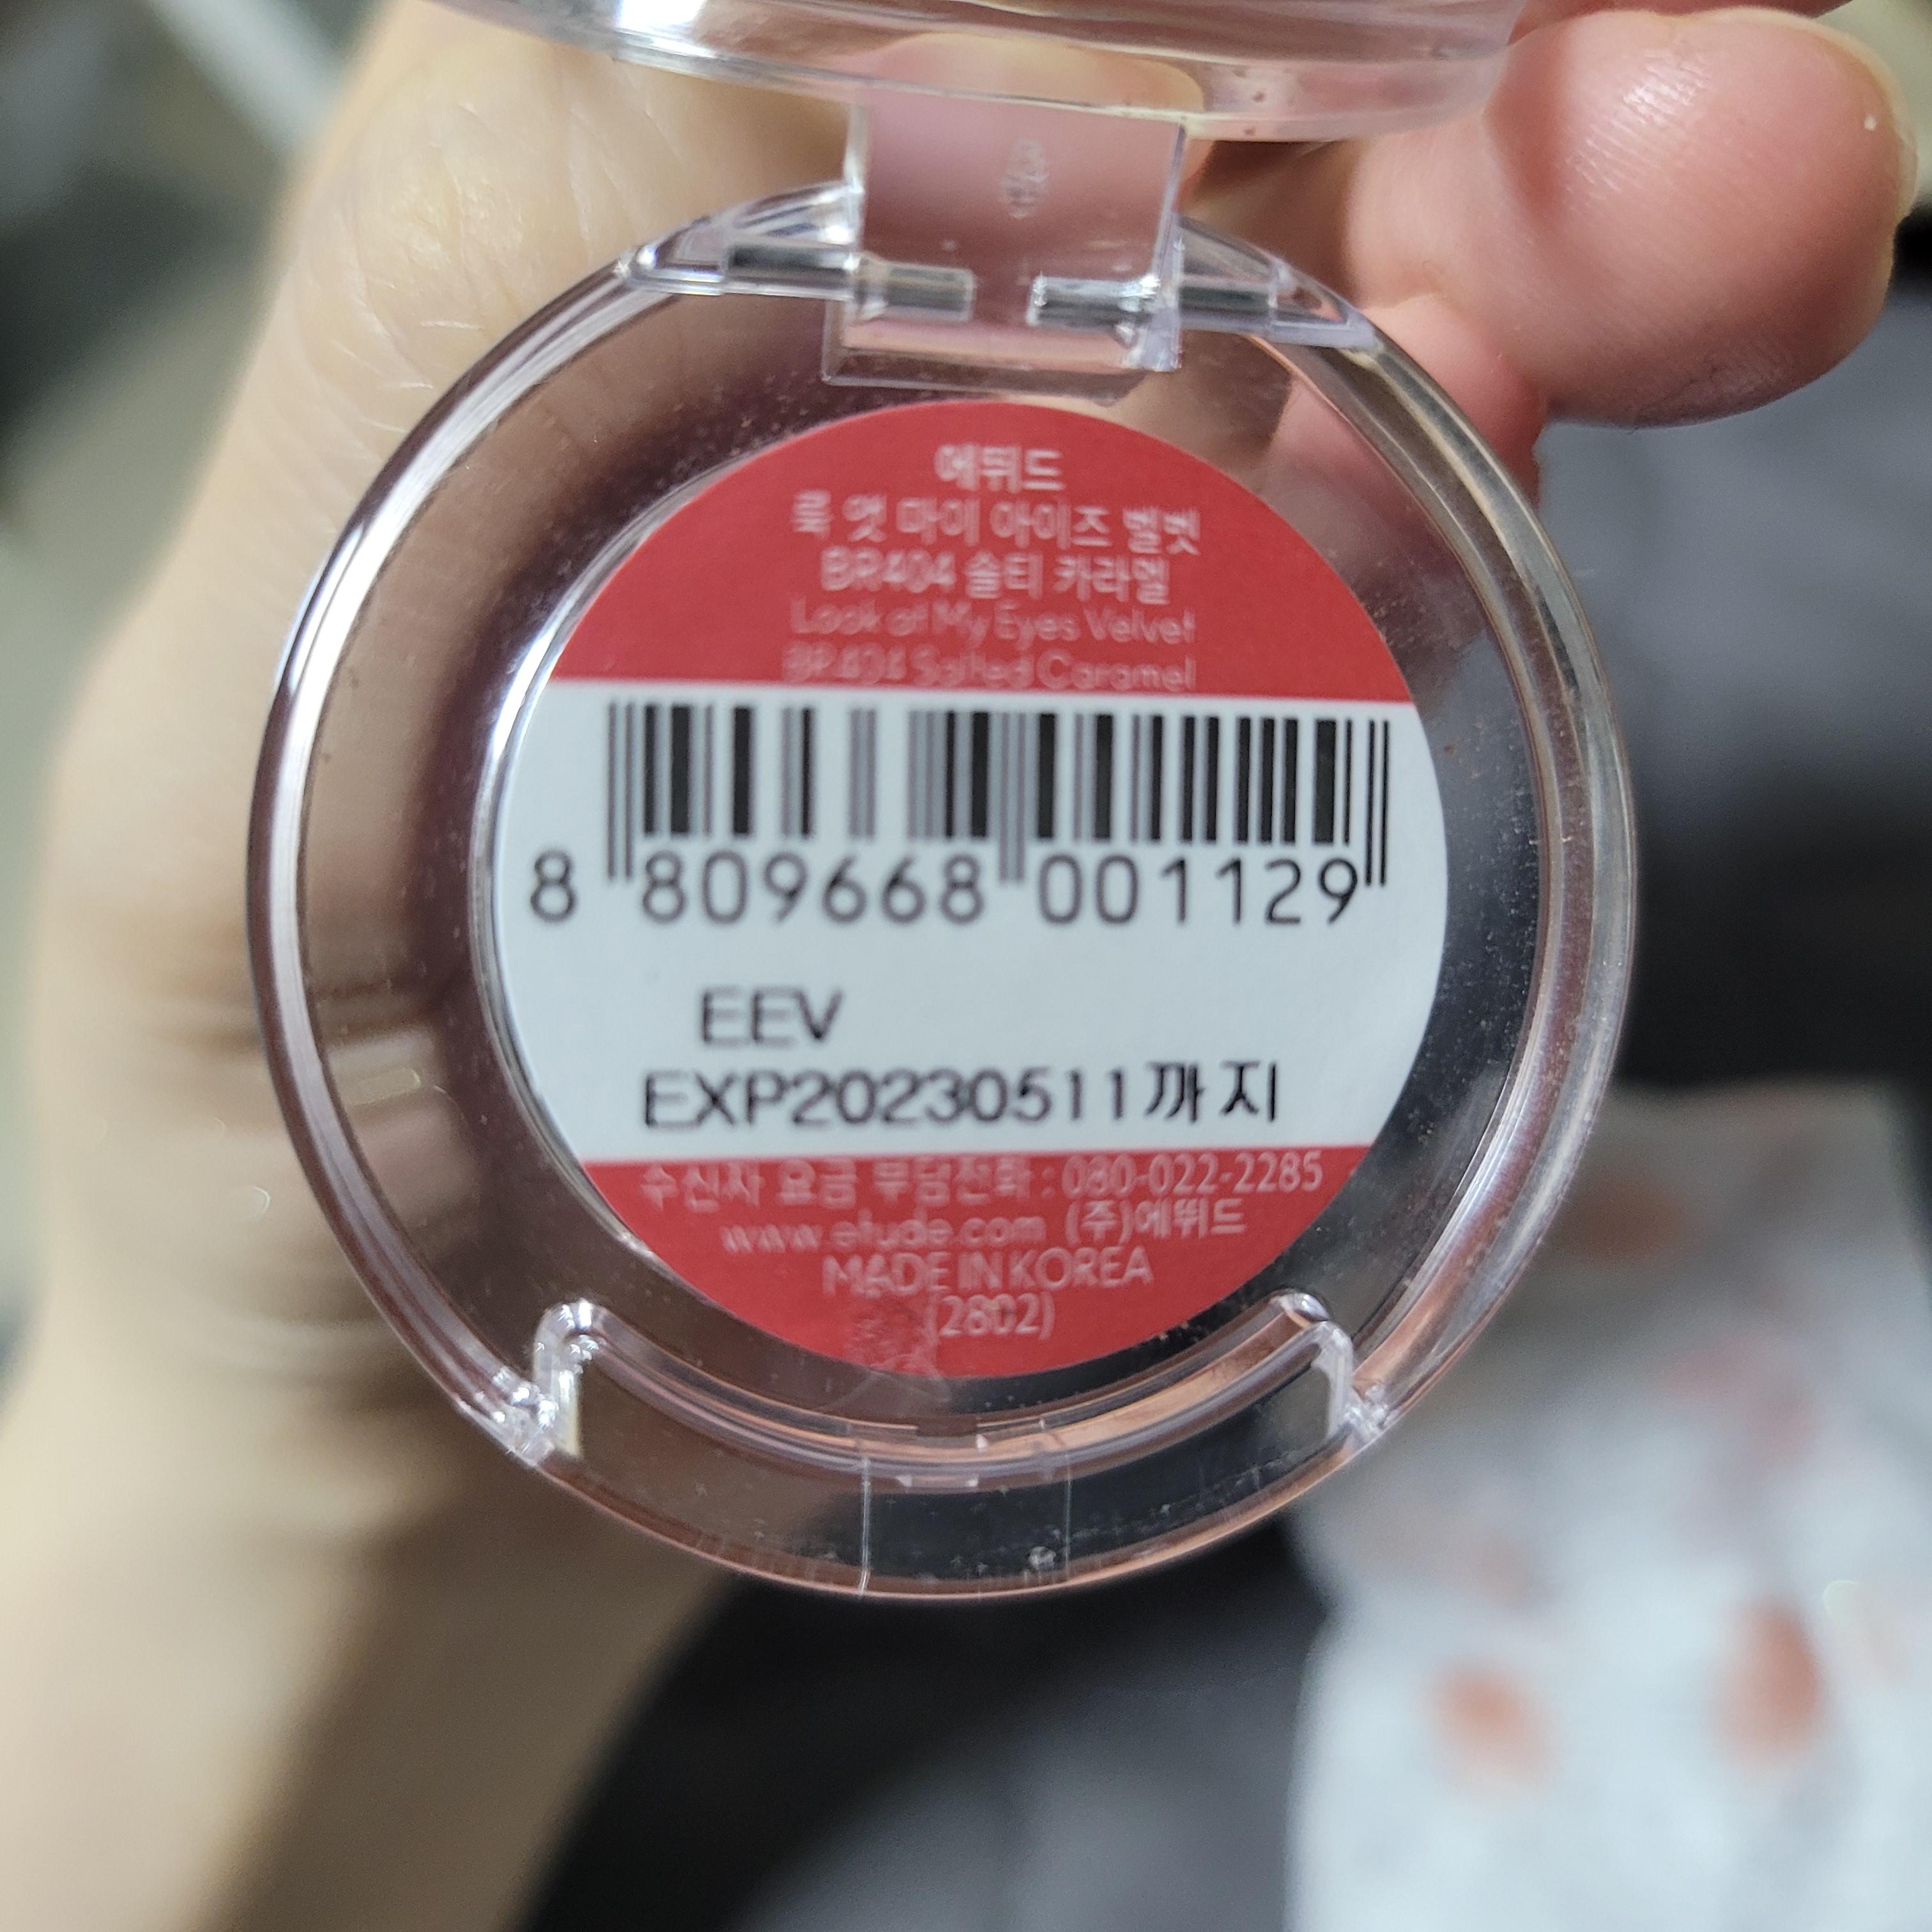 에뛰드
룩 앳 마이 아이즈 벨벳
BR404 솔티 카라멜
Look at My Eyes Velvet
BR404 Salted Caramel
8 809668 001129
EEV
EXP20230511까지
수신자 요금 부담전화 : 080-022-2285
www.etude.com (주)에뛰드
MADE IN KOREA
(2802)